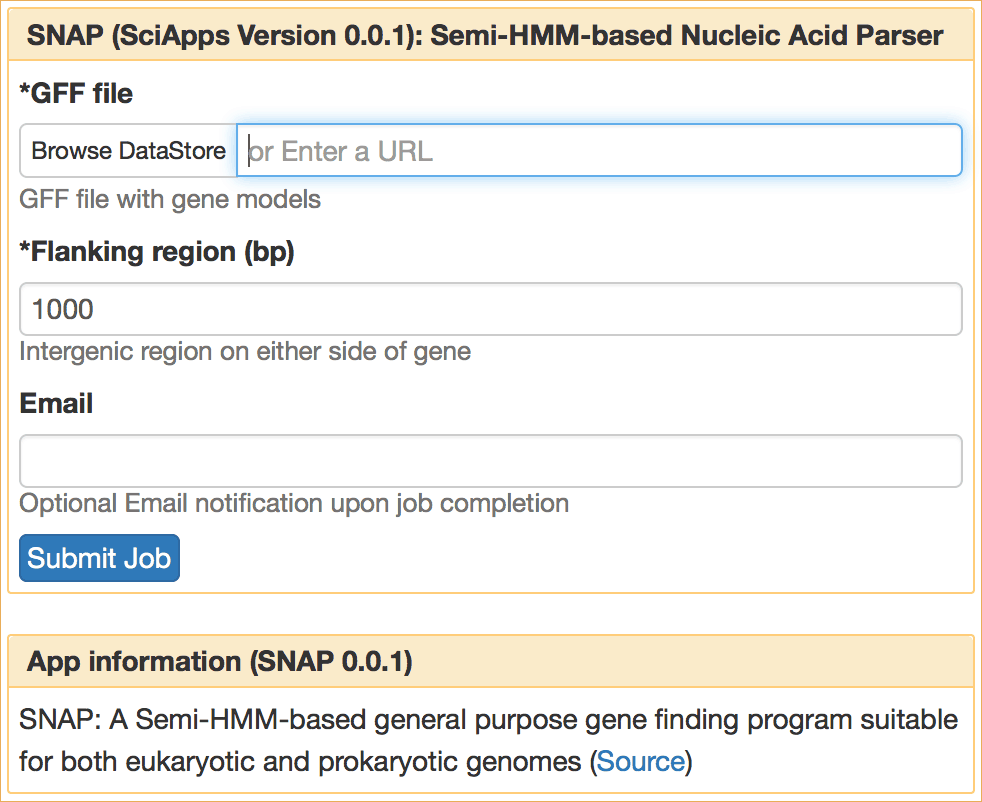 SNAP (SciApps Version 0.0.1): Semi-HMM-based Nucleic Acid Parser
*GFF file
Browse DataStore or Enter a URL
GFF file with gene models
*Flanking region (bp)
1000
Intergenic region on either side of gene
Email
Optional Email notification upon job completion
Submit Job
App information (SNAP 0.0.1)
SNAP: A Semi-HMM-based general purpose gene finding program suitable
for both eukaryotic and prokaryotic genomes (Source)